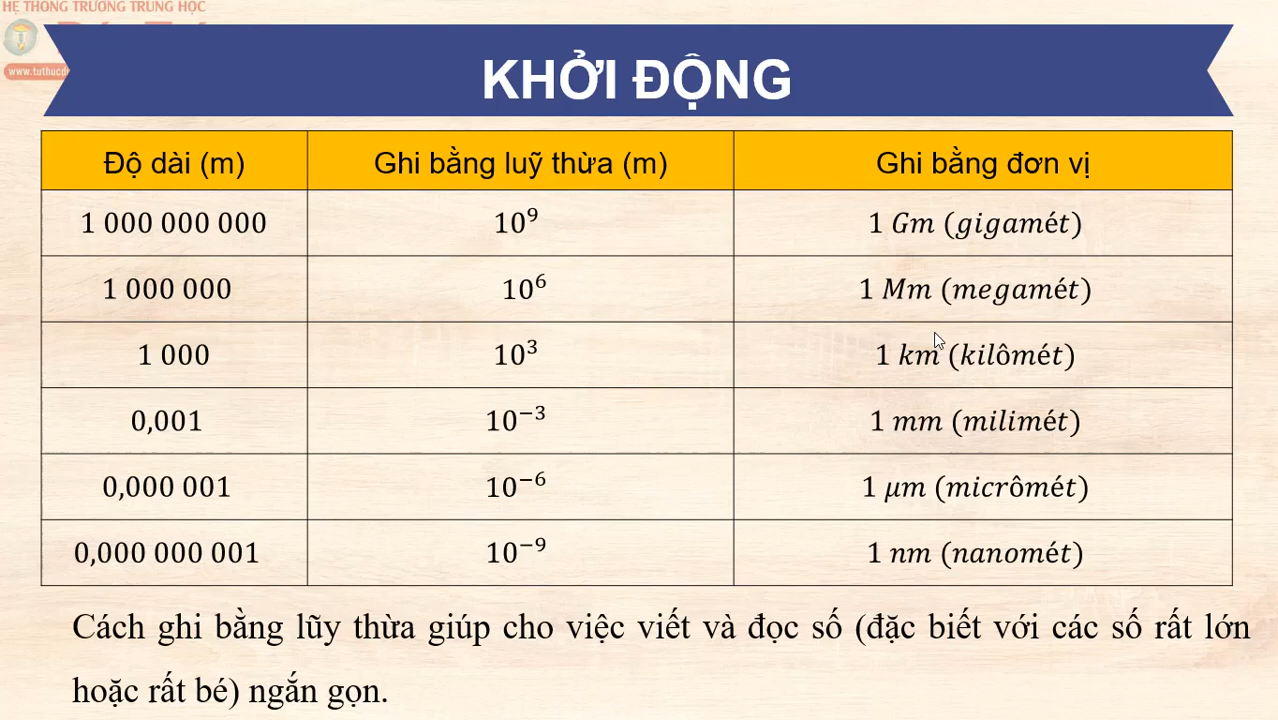 HỆ THỐNG TRƯỜNG TRUNG HỌC
www.tuthucd
KHỞI ĐỘNG
Độ dài (m) Ghi bằng luỹ thừa (m) Ghi bằng đơn vị
1 000 000 000 10⁹ 1 Gm (gigamét)
1 000 000 10⁶ 1 Mm (megamét)
1 000 10³ 1 km (kilômét)
0,001 10⁻³ 1 mm (milimét)
0,000 001 10⁻⁶ 1 μm (micrômét)
0,000 000 001 10⁻⁹ 1 nm (nanomét)
Cách ghi bằng lũy thừa giúp cho việc viết và đọc số (đặc biệt với các số rất lớn
hoặc rất bé) ngắn gọn.